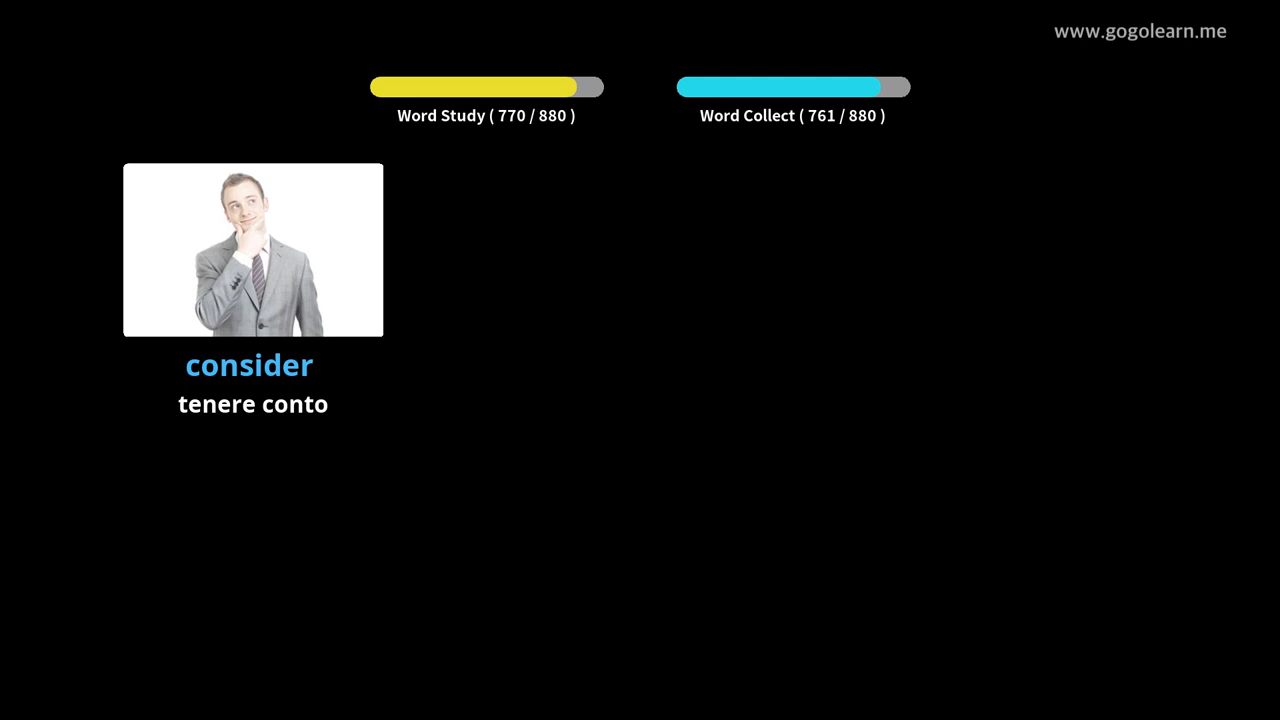 www.gogolearn.me
Word Study ( 770 / 880 )
Word Collect ( 761 / 880 )
consider
tenere conto